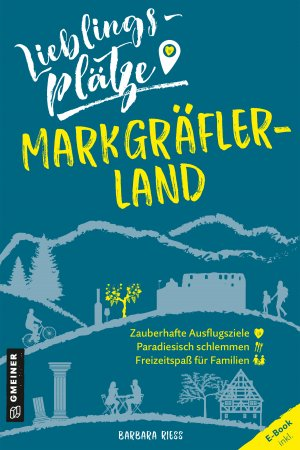 Lieblings-
plätze
MARKGRÄFLER-
LAND
Zauberhafte Ausflugsziele
Paradiesisch schlemmen
Freizeitspaß für Familien
E-Book
inkl.
GMEINER
BARBARA RIESS